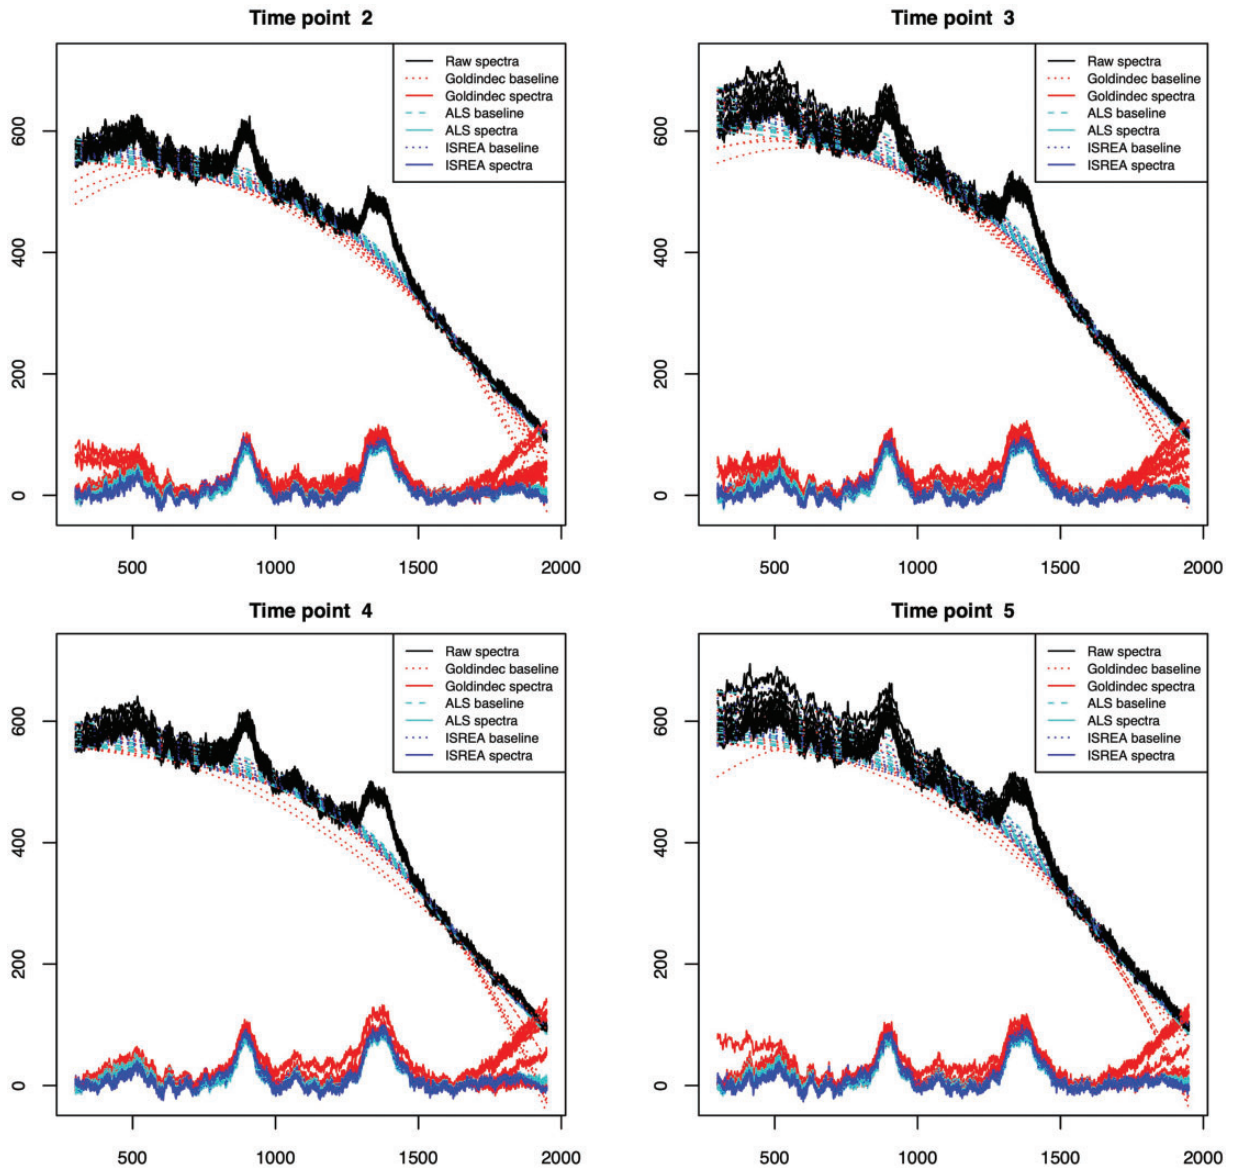 Time point 2
Raw spectra
Goldindec baseline
Goldindec spectra
ALS baseline
ALS spectra
ISREA baseline
ISREA spectra
600
400
200
0
500 1000 1500 2000
Time point 3
Raw spectra
Goldindec baseline
Goldindec spectra
ALS baseline
ALS spectra
ISREA baseline
ISREA spectra
600
400
200
0
500 1000 1500 2000
Time point 4
Raw spectra
Goldindec baseline
Goldindec spectra
ALS baseline
ALS spectra
ISREA baseline
ISREA spectra
600
400
200
0
500 1000 1500 2000
Time point 5
Raw spectra
Goldindec baseline
Goldindec spectra
ALS baseline
ALS spectra
ISREA baseline
ISREA spectra
600
400
200
0
500 1000 1500 2000